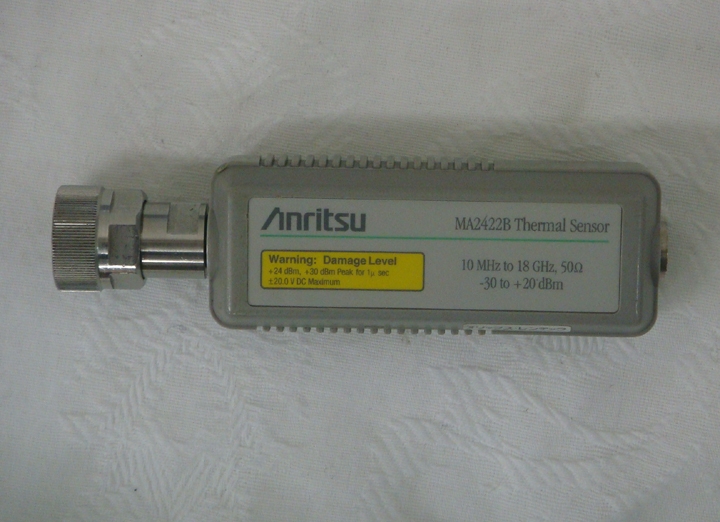 Anritsu
MA2422B Thermal Sensor
Warning: Damage Level
+24 dBm, +30 dBm Peak for 1µ sec
±20.0 V DC Maximum
10 MHz to 18 GHz, 50Ω
-30 to +20 dBm